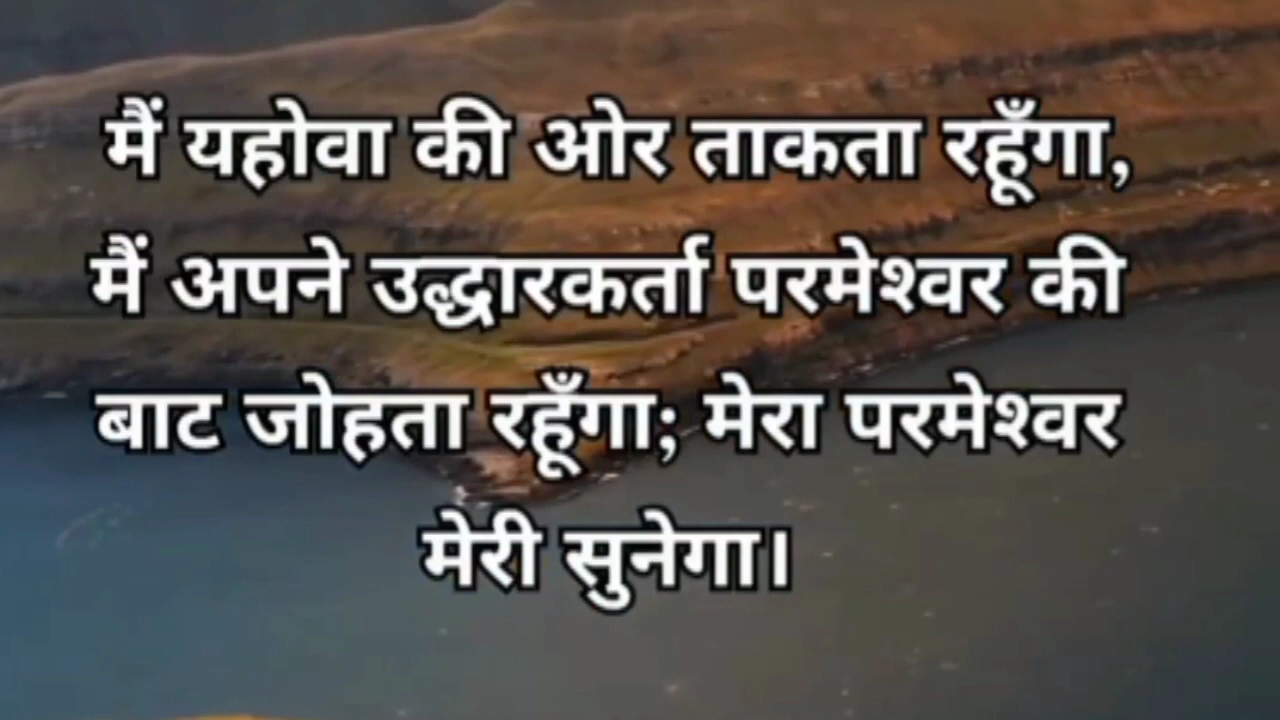 मैं यहोवा की ओर ताकता रहूँगा,
मैं अपने उद्धारकर्ता परमेश्वर की
बाट जोहता रहूँगा; मेरा परमेश्वर
मेरी सुनेगा।